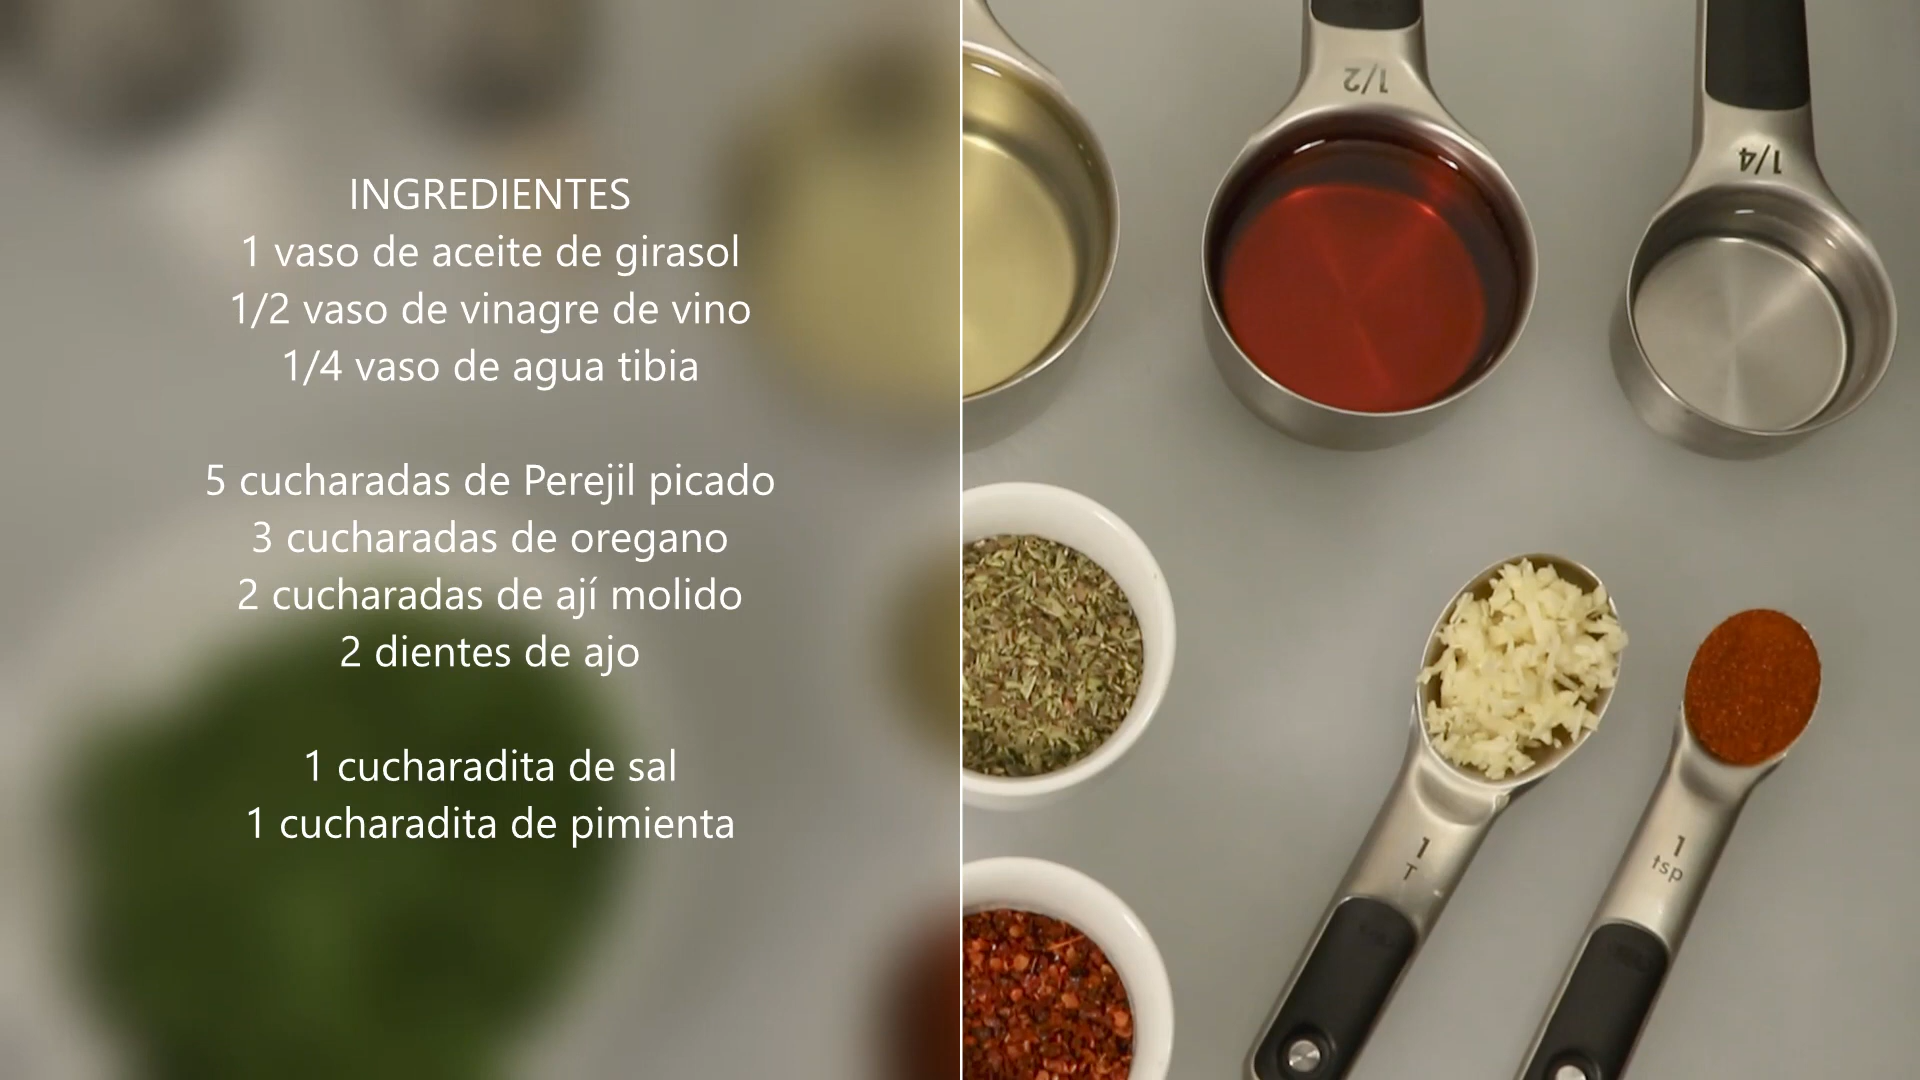 INGREDIENTES
1 vaso de aceite de girasol
1/2 vaso de vinagre de vino
1/4 vaso de agua tibia
5 cucharadas de Perejil picado
3 cucharadas de oregano
2 cucharadas de ají molido
2 dientes de ajo
1 cucharadita de sal
1 cucharadita de pimienta
1/2
1/4
1
T
1
tsp